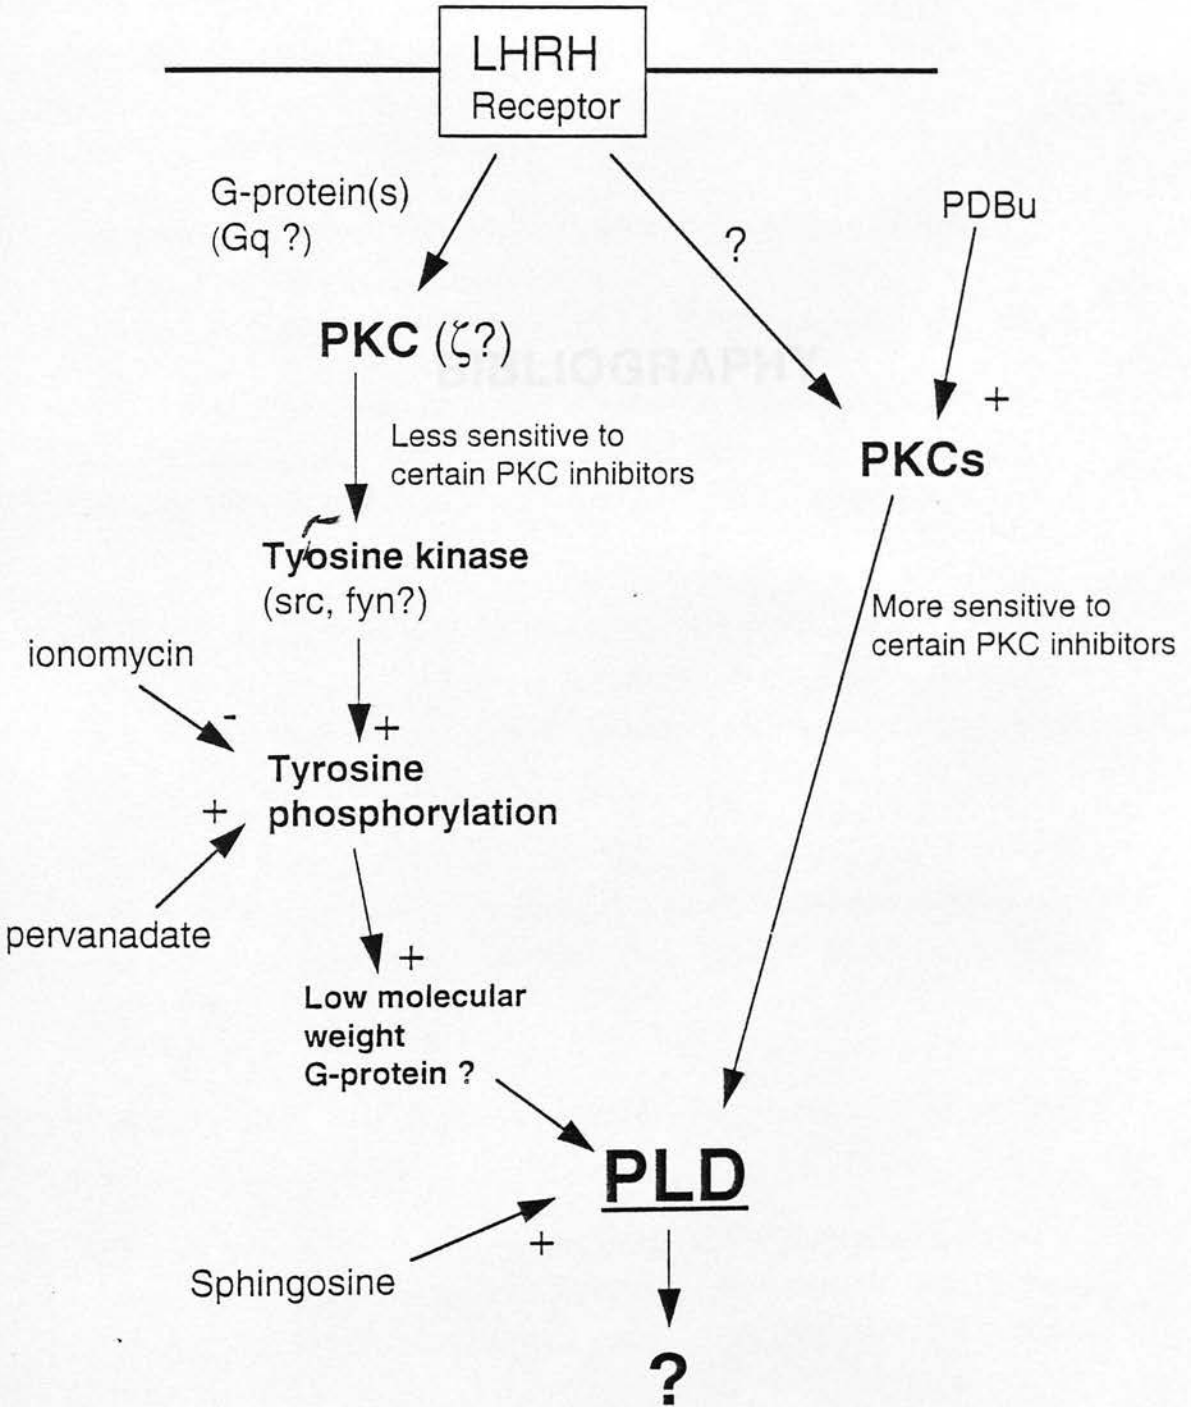 LHRH
Receptor
G-protein(s)
(Gq ?)
?
PDBu
PKC (ζ?)
BIBLIOGRAPHY
+
Less sensitive to
certain PKC inhibitors
PKCs
Tyosine kinase
(src, fyn?)
More sensitive to
certain PKC inhibitors
ionomycin
-
+
Tyrosine
phosphorylation
+
pervanadate
+
Low molecular
weight
G-protein ?
PLD
+
Sphingosine
?